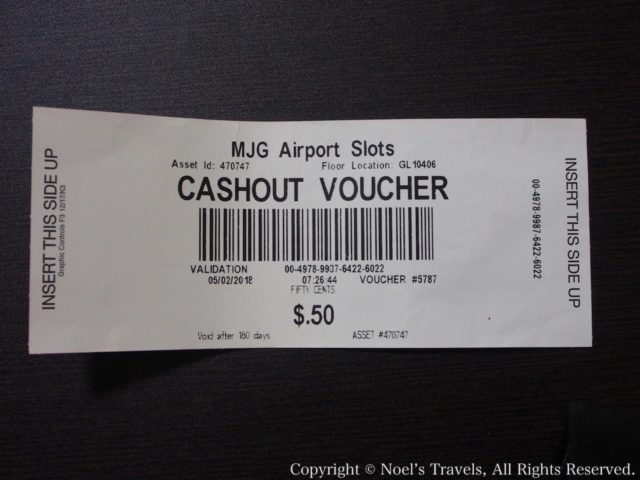 INSERT THIS SIDE UP
Graphic Controls F3 12/17/K3
MJG Airport Slots
Asset Id: 470747 Floor Location: GL10406
CASHOUT VOUCHER
VALIDATION 00-4978-9937-6422-6022
05/02/2018 07:26:44 VOUCHER #5787
FIFTY CENTS
$.50
Void after 180 days ASSET #470747
00-4978-9987-6422-6022
INSERT THIS SIDE UP
Copyright © Noel's Travels, All Rights Reserved.